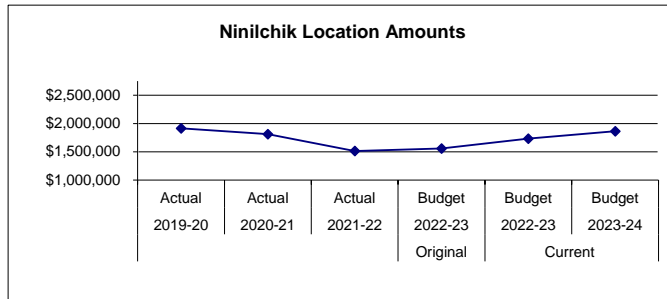 Ninilchik Location Amounts
$2,500,000
$2,000,000
$1,500,000
$1,000,000
Actual Actual Actual Budget Budget Budget
2019-20 2020-21 2021-22 2022-23 2022-23 2023-24
Original Current